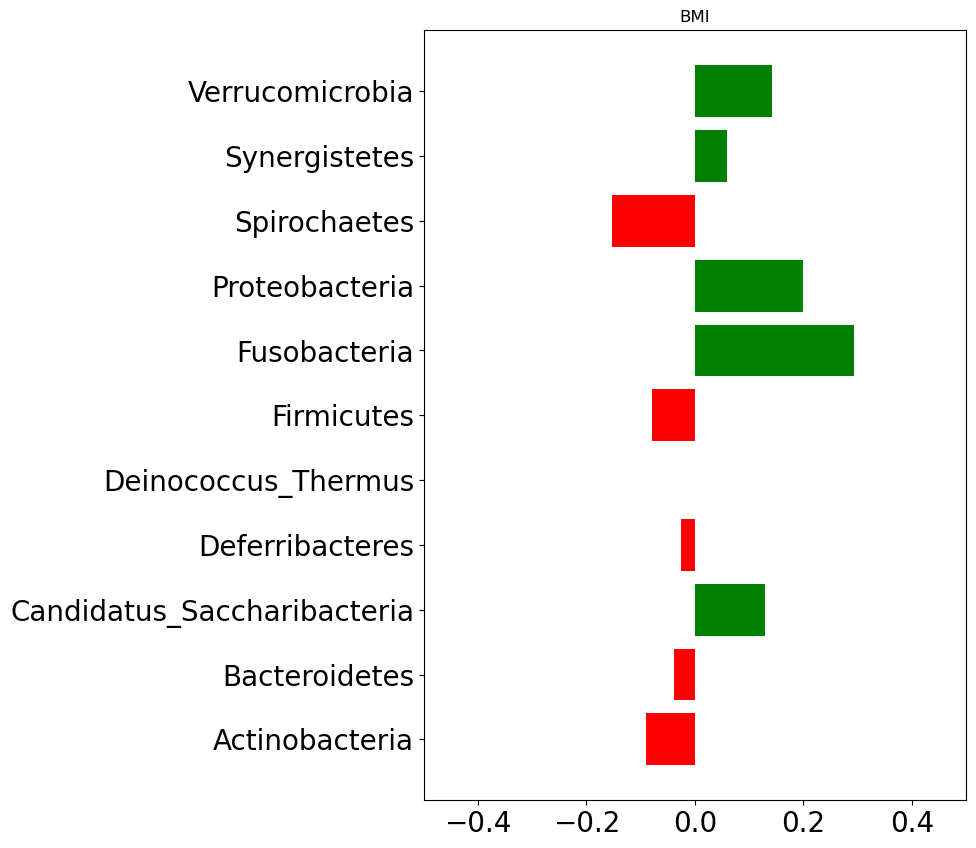 BMI
Verrucomicrobia
Synergistetes
Spirochaetes
Proteobacteria
Fusobacteria
Firmicutes
Deinococcus_Thermus
Deferribacteres
Candidatus_Saccharibacteria
Bacteroidetes
Actinobacteria
−0.4 −0.2 0.0 0.2 0.4